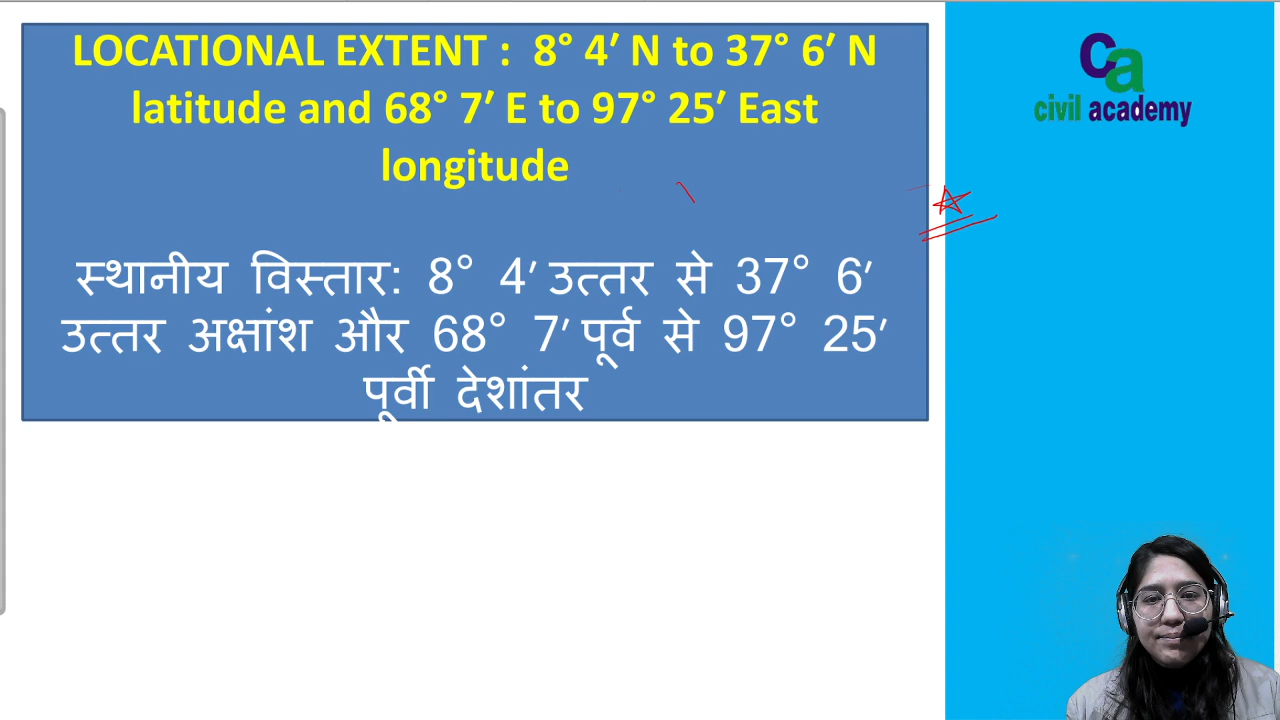 LOCATIONAL EXTENT : 8° 4′ N to 37° 6′ N
latitude and 68° 7′ E to 97° 25′ East
longitude
स्थानीय विस्तार: 8° 4′ उत्तर से 37° 6′
उत्तर अक्षांश और 68° 7′ पूर्व से 97° 25′
पूर्वी देशांतर
ca
civil academy